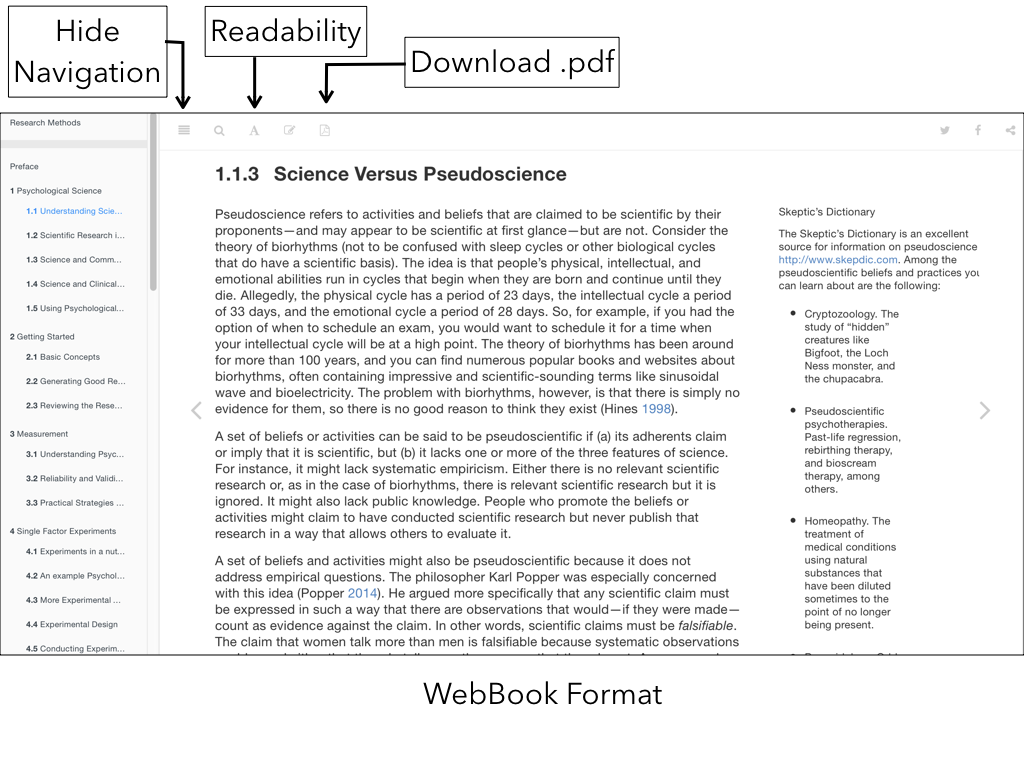 Hide
Navigation
Readability
Download .pdf
Research Methods
Preface
1 Psychological Science
1.1 Understanding Scie...
1.2 Scientific Research i...
1.3 Science and Comm...
1.4 Science and Clinical...
1.5 Using Psychological...
2 Getting Started
2.1 Basic Concepts
2.2 Generating Good Re...
2.3 Reviewing the Rese...
3 Measurement
3.1 Understanding Psyc...
3.2 Reliability and Validi...
3.3 Practical Strategies ...
4 Single Factor Experiments
4.1 Experiments in a nut...
4.2 An example Psychol...
4.3 More Experimental ...
4.4 Experimental Design
4.5 Conducting Experim...
A
1.1.3 Science Versus Pseudoscience
Pseudoscience refers to activities and beliefs that are claimed to be scientific by their
proponents—and may appear to be scientific at first glance—but are not. Consider the
theory of biorhythms (not to be confused with sleep cycles or other biological cycles
that do have a scientific basis). The idea is that people's physical, intellectual, and
emotional abilities run in cycles that begin when they are born and continue until they
die. Allegedly, the physical cycle has a period of 23 days, the intellectual cycle a period
of 33 days, and the emotional cycle a period of 28 days. So, for example, if you had the
option of when to schedule an exam, you would want to schedule it for a time when
your intellectual cycle will be at a high point. The theory of biorhythms has been around
for more than 100 years, and you can find numerous popular books and websites about
biorhythms, often containing impressive and scientific-sounding terms like sinusoidal
wave and bioelectricity. The problem with biorhythms, however, is that there is simply no
evidence for them, so there is no good reason to think they exist (Hines 1998).
A set of beliefs or activities can be said to be pseudoscientific if (a) its adherents claim
or imply that it is scientific, but (b) it lacks one or more of the three features of science.
For instance, it might lack systematic empiricism. Either there is no relevant scientific
research or, as in the case of biorhythms, there is relevant scientific research but it is
ignored. It might also lack public knowledge. People who promote the beliefs or
activities might claim to have conducted scientific research but never publish that
research in a way that allows others to evaluate it.
A set of beliefs and activities might also be pseudoscientific because it does not
address empirical questions. The philosopher Karl Popper was especially concerned
with this idea (Popper 2014). He argued more specifically that any scientific claim must
be expressed in such a way that there are observations that would—if they were made—
count as evidence against the claim. In other words, scientific claims must be falsifiable.
The claim that women talk more than men is falsifiable because systematic observations
Skeptic's Dictionary
The Skeptic's Dictionary is an excellent
source for information on pseudoscience
http://www.skepdic.com. Among the
pseudoscientific beliefs and practices you
can learn about are the following:
• Cryptozoology. The
study of “hidden”
creatures like
Bigfoot, the Loch
Ness monster, and
the chupacabra.
• Pseudoscientific
psychotherapies.
Past-life regression,
rebirthing therapy,
and bioscream
therapy, among
others.
• Homeopathy. The
treatment of
medical conditions
using natural
substances that
have been diluted
sometimes to the
point of no longer
being present.
WebBook Format